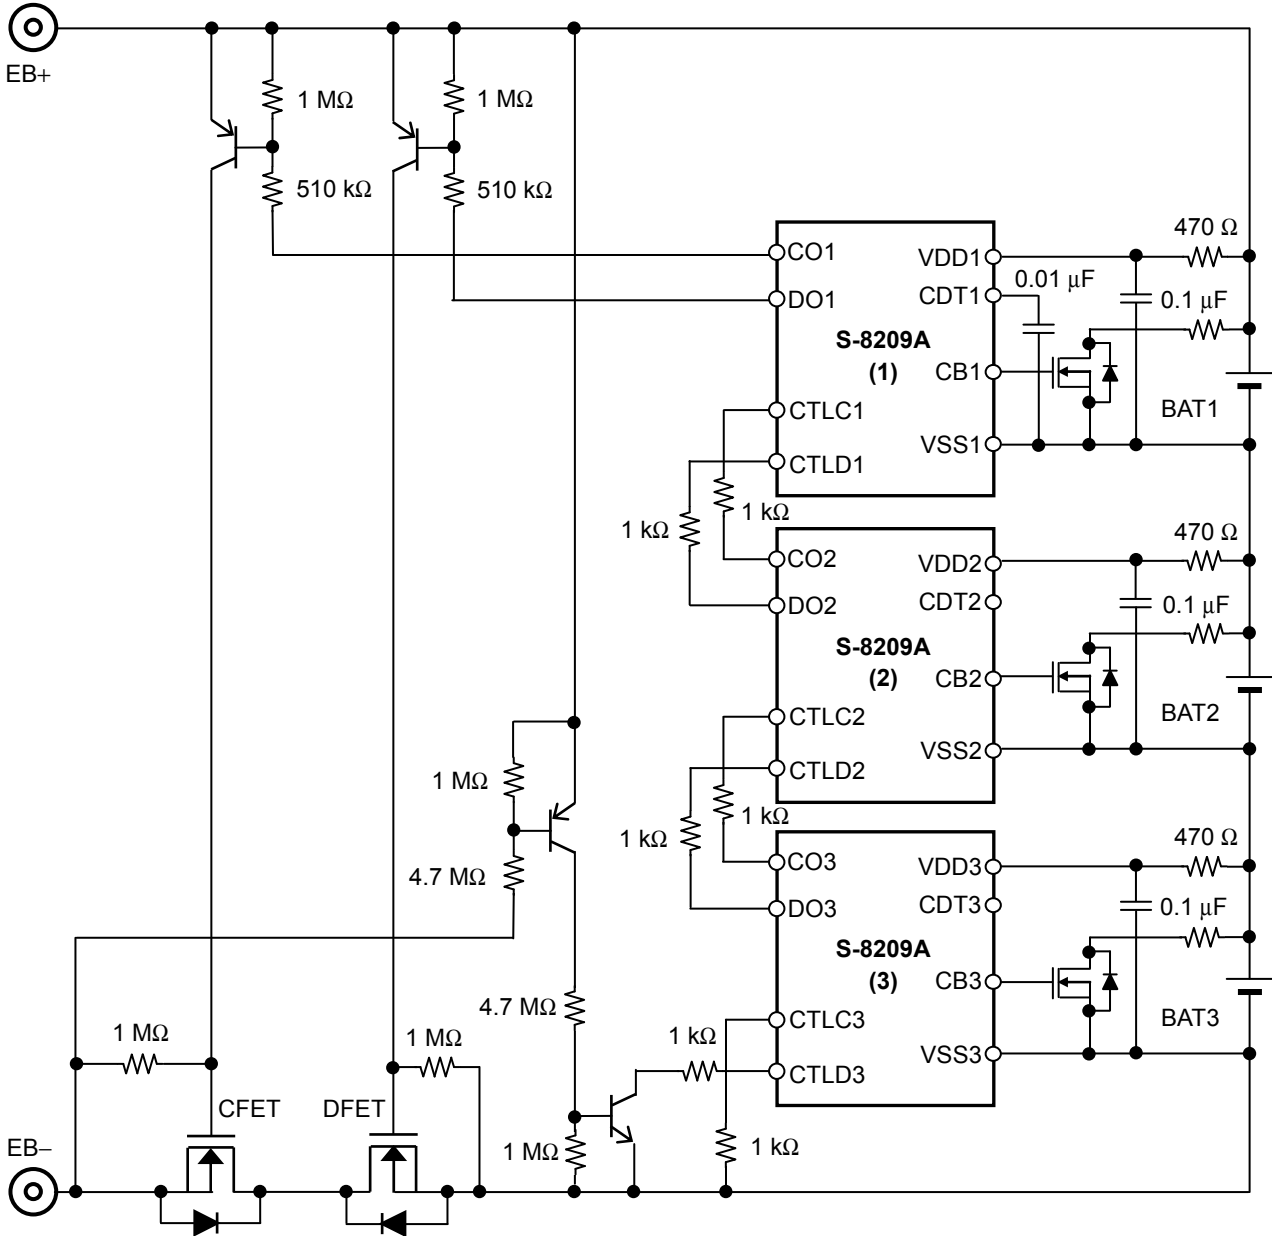 EB+
1 MΩ
1 MΩ
510 kΩ
510 kΩ
470 Ω
CO1
VDD1
0.01 μF
DO1
CDT1
0.1 μF
S-8209A
(1)
CB1
CTLC1
BAT1
CTLD1
VSS1
1 kΩ
1 kΩ
470 Ω
CO2
VDD2
DO2
CDT2
0.1 μF
S-8209A
(2)
CB2
CTLC2
BAT2
VSS2
CTLD2
1 MΩ
1 kΩ
1 kΩ
470 Ω
4.7 MΩ
CO3
VDD3
DO3
CDT3
0.1 μF
S-8209A
(3)
CB3
4.7 MΩ
CTLC3
BAT3
1 MΩ
1 MΩ
1 kΩ
VSS3
CTLD3
CFET
DFET
EB−
1 MΩ
1 kΩ